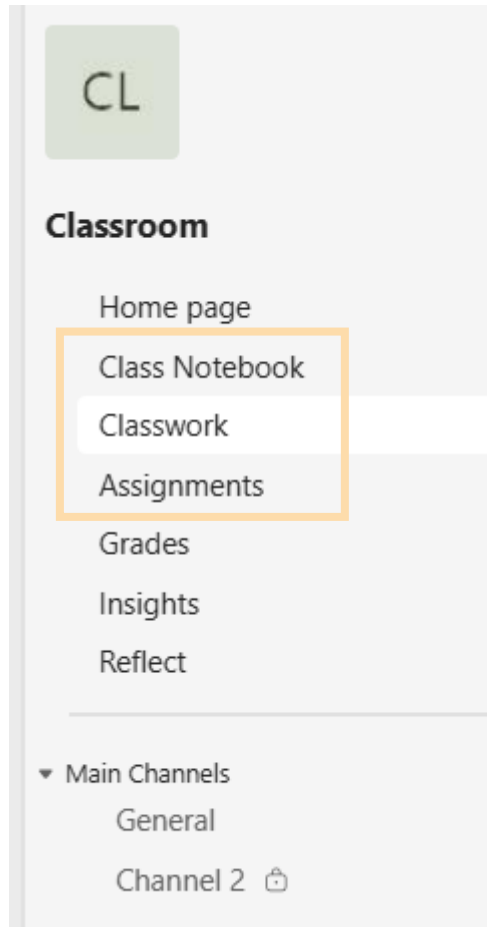 CL
Classroom
Home page
Class Notebook
Classwork
Assignments
Grades
Insights
Reflect
Main Channels
General
Channel 2